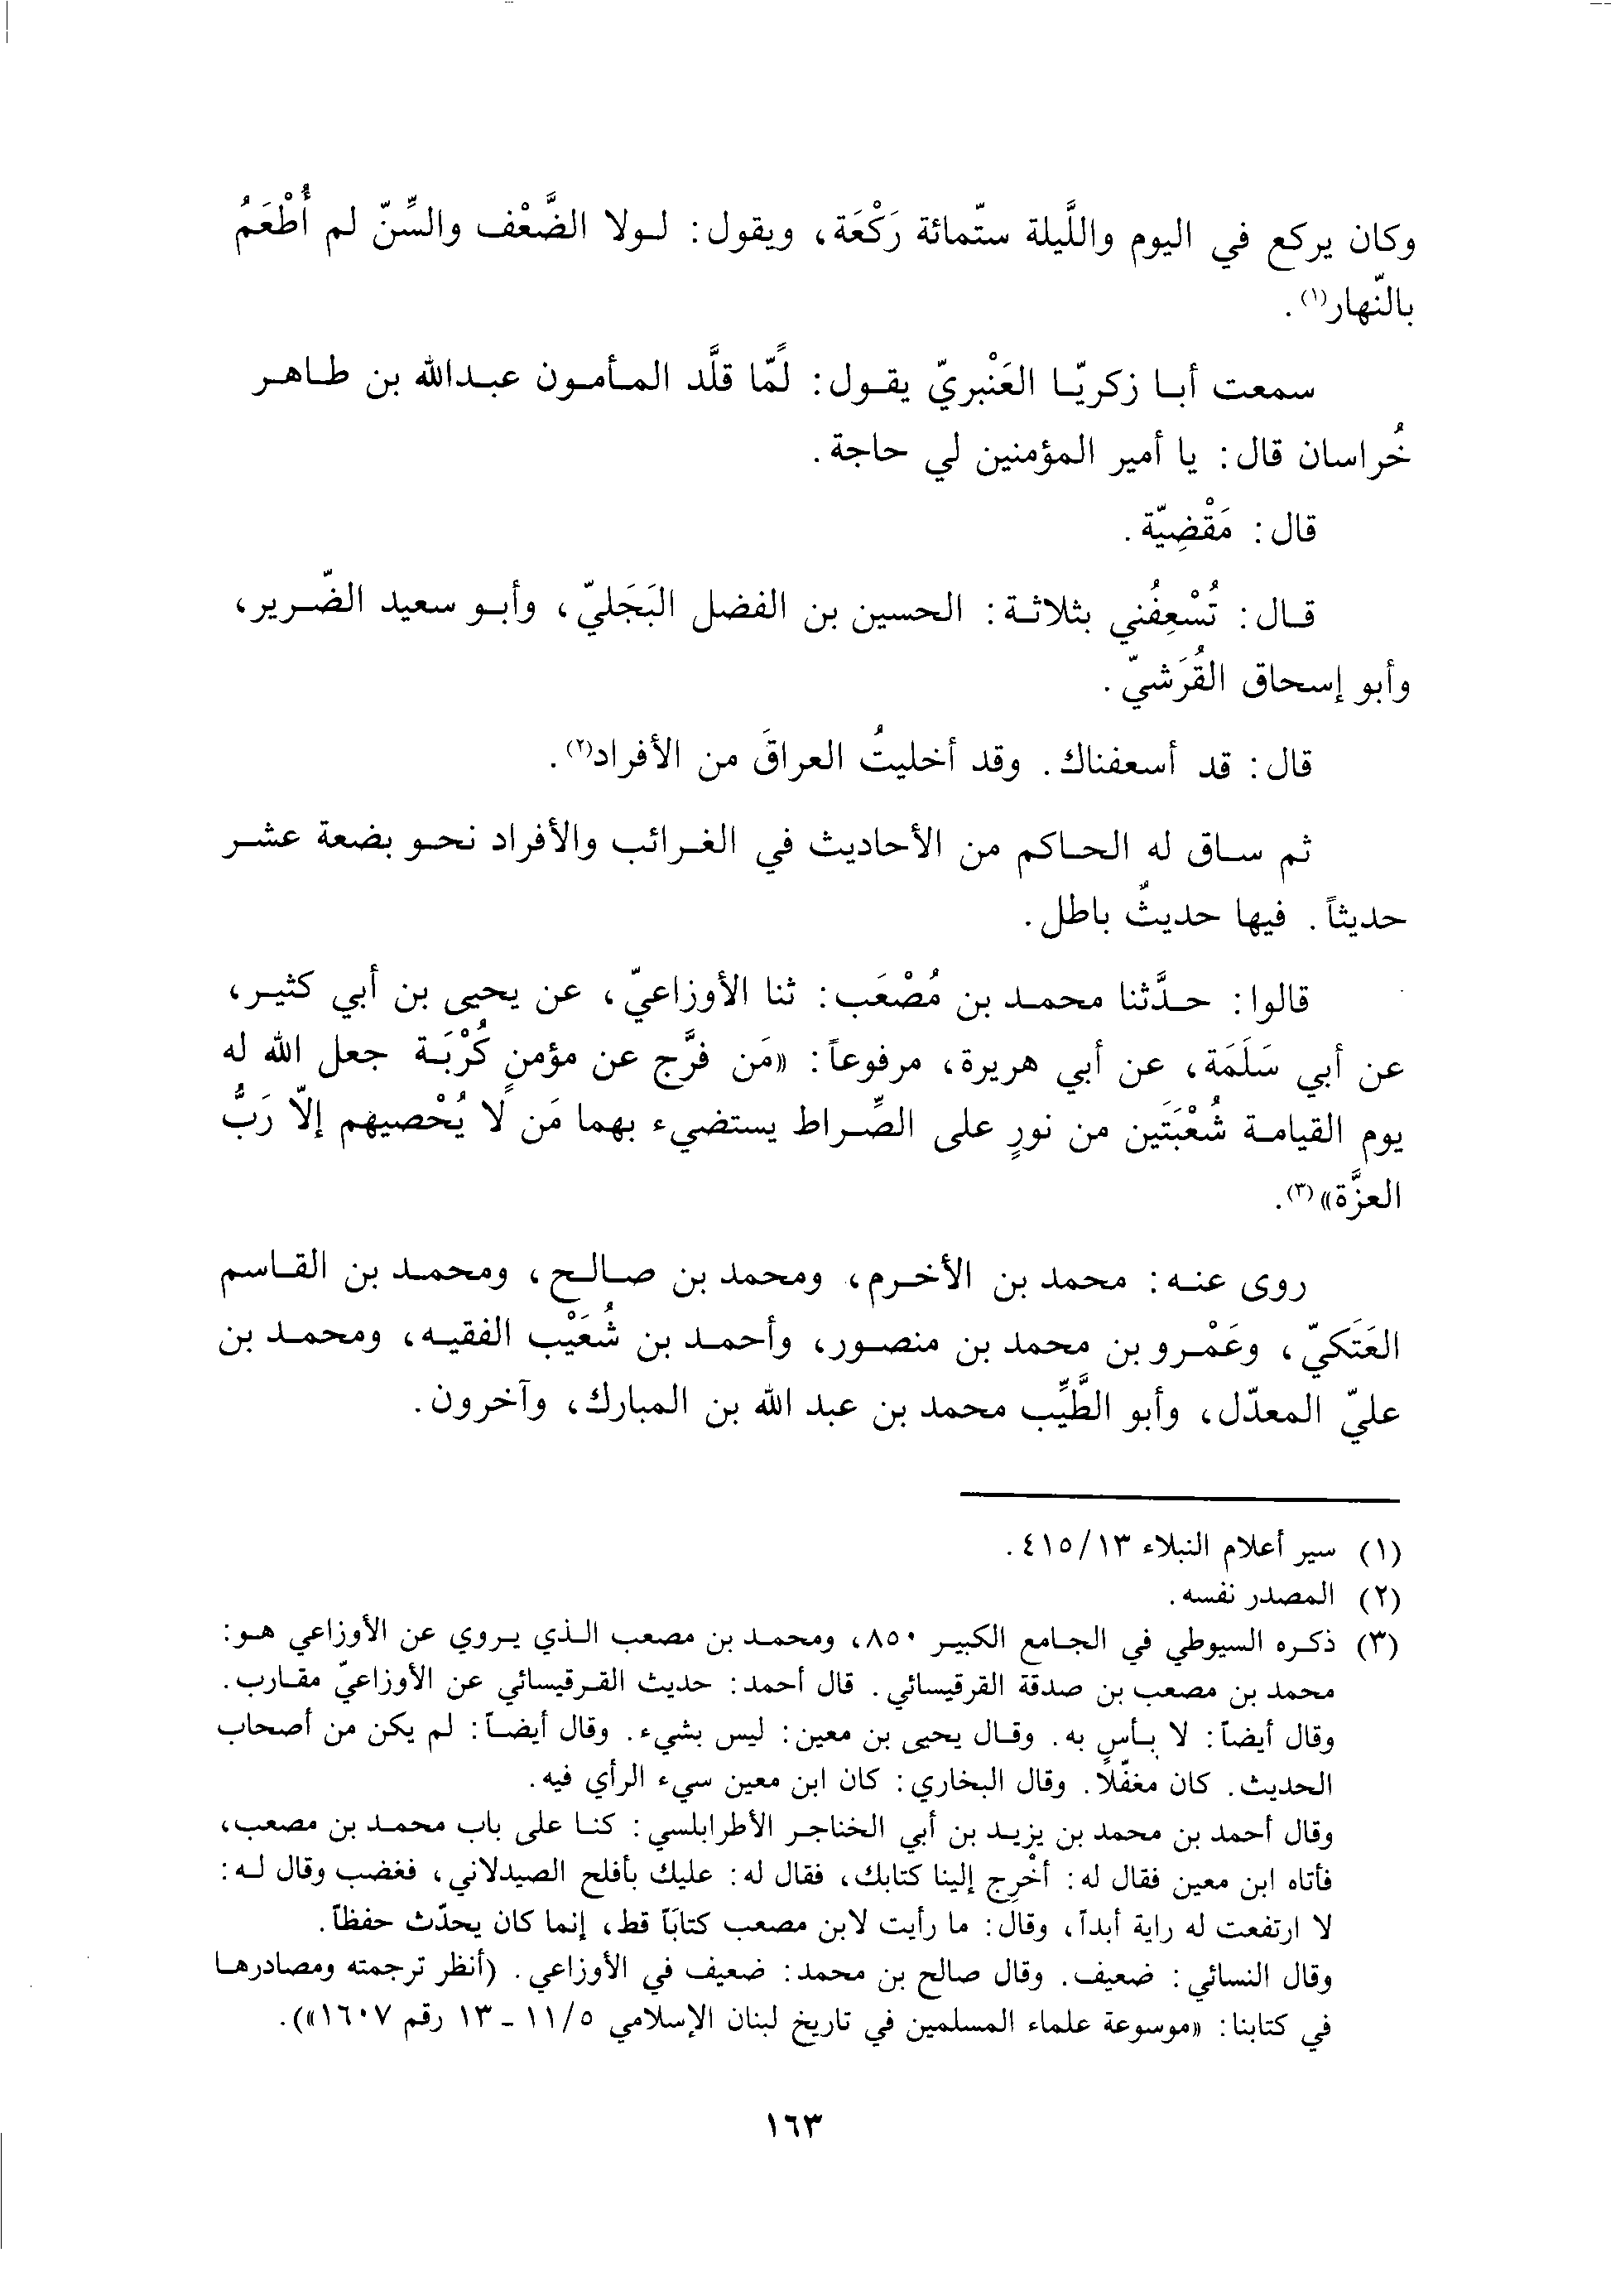 وكان يركع في اليوم واللَّيلة ستّمائة رَكْعَة، ويقول: لولا الضَّعْف والسِّنّ لم أُطْعَمُ
بالنّهار(١).
سمعت أبا زكريّا العَنْبريّ يقول: لمّا قلَّد المأمون عبدالله بن طاهر
خُراسان قال: يا أمير المؤمنين لي حاجة.
قال: مَقْضِيّة.
قال: تُسْعِفُني بثلاثة: الحسين بن الفضل البَجَليّ، وأبو سعيد الضّرير،
وأبو إسحاق القُرَشيّ.
قال: قد أسعفناك. وقد أخليتُ العراقَ من الأفراد(٢).
ثم ساق له الحاكم من الأحاديث في الغرائب والأفراد نحو بضعة عشر
حديثاً. فيها حديثٌ باطل.
قالوا: حدَّثنا محمد بن مُصْعَب: ثنا الأوزاعيّ، عن يحيى بن أبي كثير،
عن أبي سَلَمَة، عن أبي هريرة، مرفوعاً: «مَن فرَّج عن مؤمنٍ كُرْبَة جعل الله له
يوم القيامة شُعْبَتَين من نورٍ على الصِّراط يستضيء بهما مَن لا يُحْصيهم إلّا رَبُّ
العزَّة»(٣).
روى عنه: محمد بن الأخرم، ومحمد بن صالح، ومحمد بن القاسم
العَتَكيّ، وعَمْرو بن محمد بن منصور، وأحمد بن شُعَيْب الفقيه، ومحمد بن
عليّ المعدّل، وأبو الطَّيِّب محمد بن عبد الله بن المبارك، وآخرون.
(١) سير أعلام النبلاء ٤١٥/١٣.
(٢) المصدر نفسه.
(٣) ذكره السيوطي في الجامع الكبير ٨٥٠، ومحمد بن مصعب الذي يروي عن الأوزاعي هو:
محمد بن مصعب بن صدقة القرقيسائي. قال أحمد: حديث القرقيسائي عن الأوزاعيّ مقارب.
وقال أيضاً: لا بأس به. وقال يحيى بن معين: ليس بشيء. وقال أيضاً: لم يكن من أصحاب
الحديث. كان مغفّلاً. وقال البخاري: كان ابن معين سيء الرأي فيه.
وقال أحمد بن محمد بن يزيد بن أبي الخناجر الأطرابلسي: كنا على باب محمد بن مصعب،
فأتاه ابن معين فقال له: أخْرِج إلينا كتابك، فقال له: عليك بأفلح الصيدلاني، فغضب وقال له:
لا ارتفعت له راية أبداً، وقال: ما رأيت لابن مصعب كتاباً قط، إنما كان يحدّث حفظاً.
وقال النسائي: ضعيف. وقال صالح بن محمد: ضعيف في الأوزاعي. (أنظر ترجمته ومصادرها
في كتابنا: «موسوعة علماء المسلمين في تاريخ لبنان الإسلامي ١١/٥ - ١٣ رقم ١٦٠٧»).
١٦٣